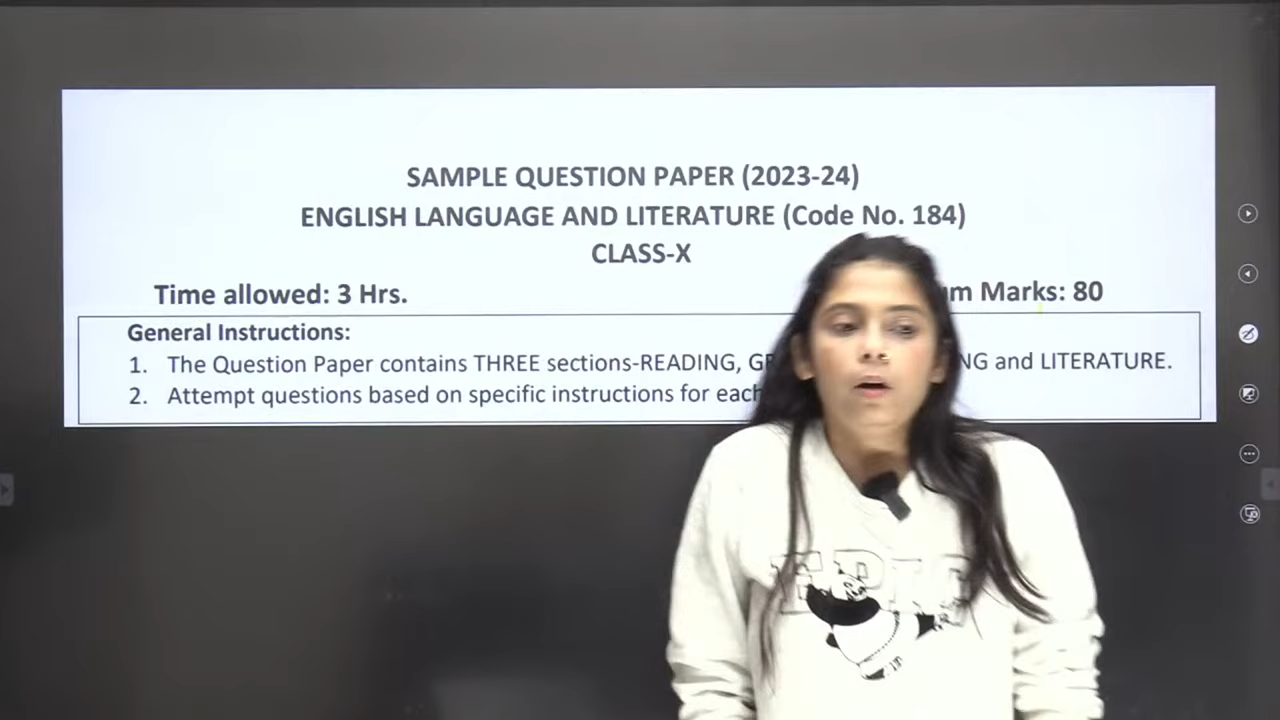 SAMPLE QUESTION PAPER (2023-24)
ENGLISH LANGUAGE AND LITERATURE (Code No. 184)
CLASS-X
Time allowed: 3 Hrs.
Marks: 80
General Instructions:
1. The Question Paper contains THREE sections-READING, and LITERATURE.
2. Attempt questions based on specific instructions for each